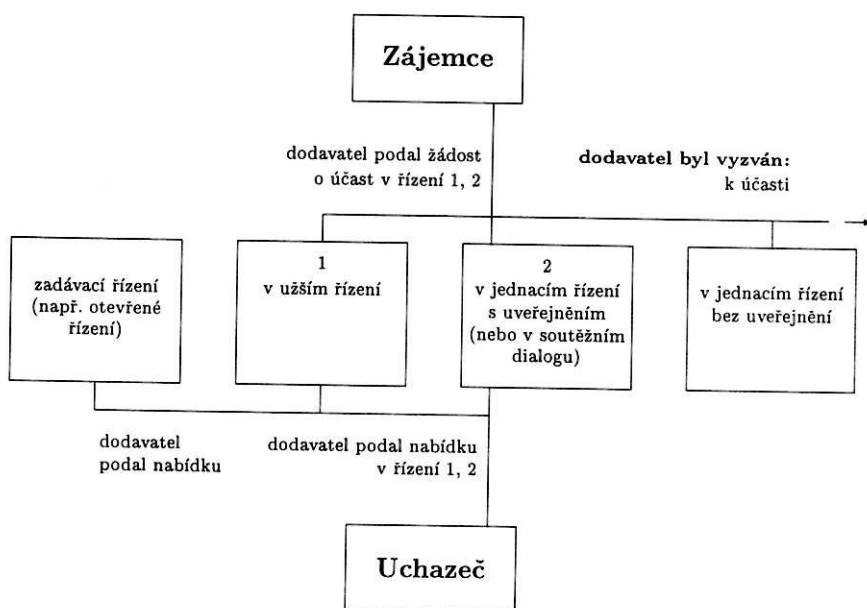 Zájemce
dodavatel podal žádost
o účast v řízení 1, 2
dodavatel byl vyzván:
k účasti
zadávací řízení
(např. otevřené
řízení)
1
v užším řízení
2
v jednacím řízení
s uveřejněním
(nebo v soutěžním
dialogu)
v jednacím řízení
bez uveřejnění
dodavatel
podal nabídku
dodavatel podal nabídku
v řízení 1, 2
Uchazeč